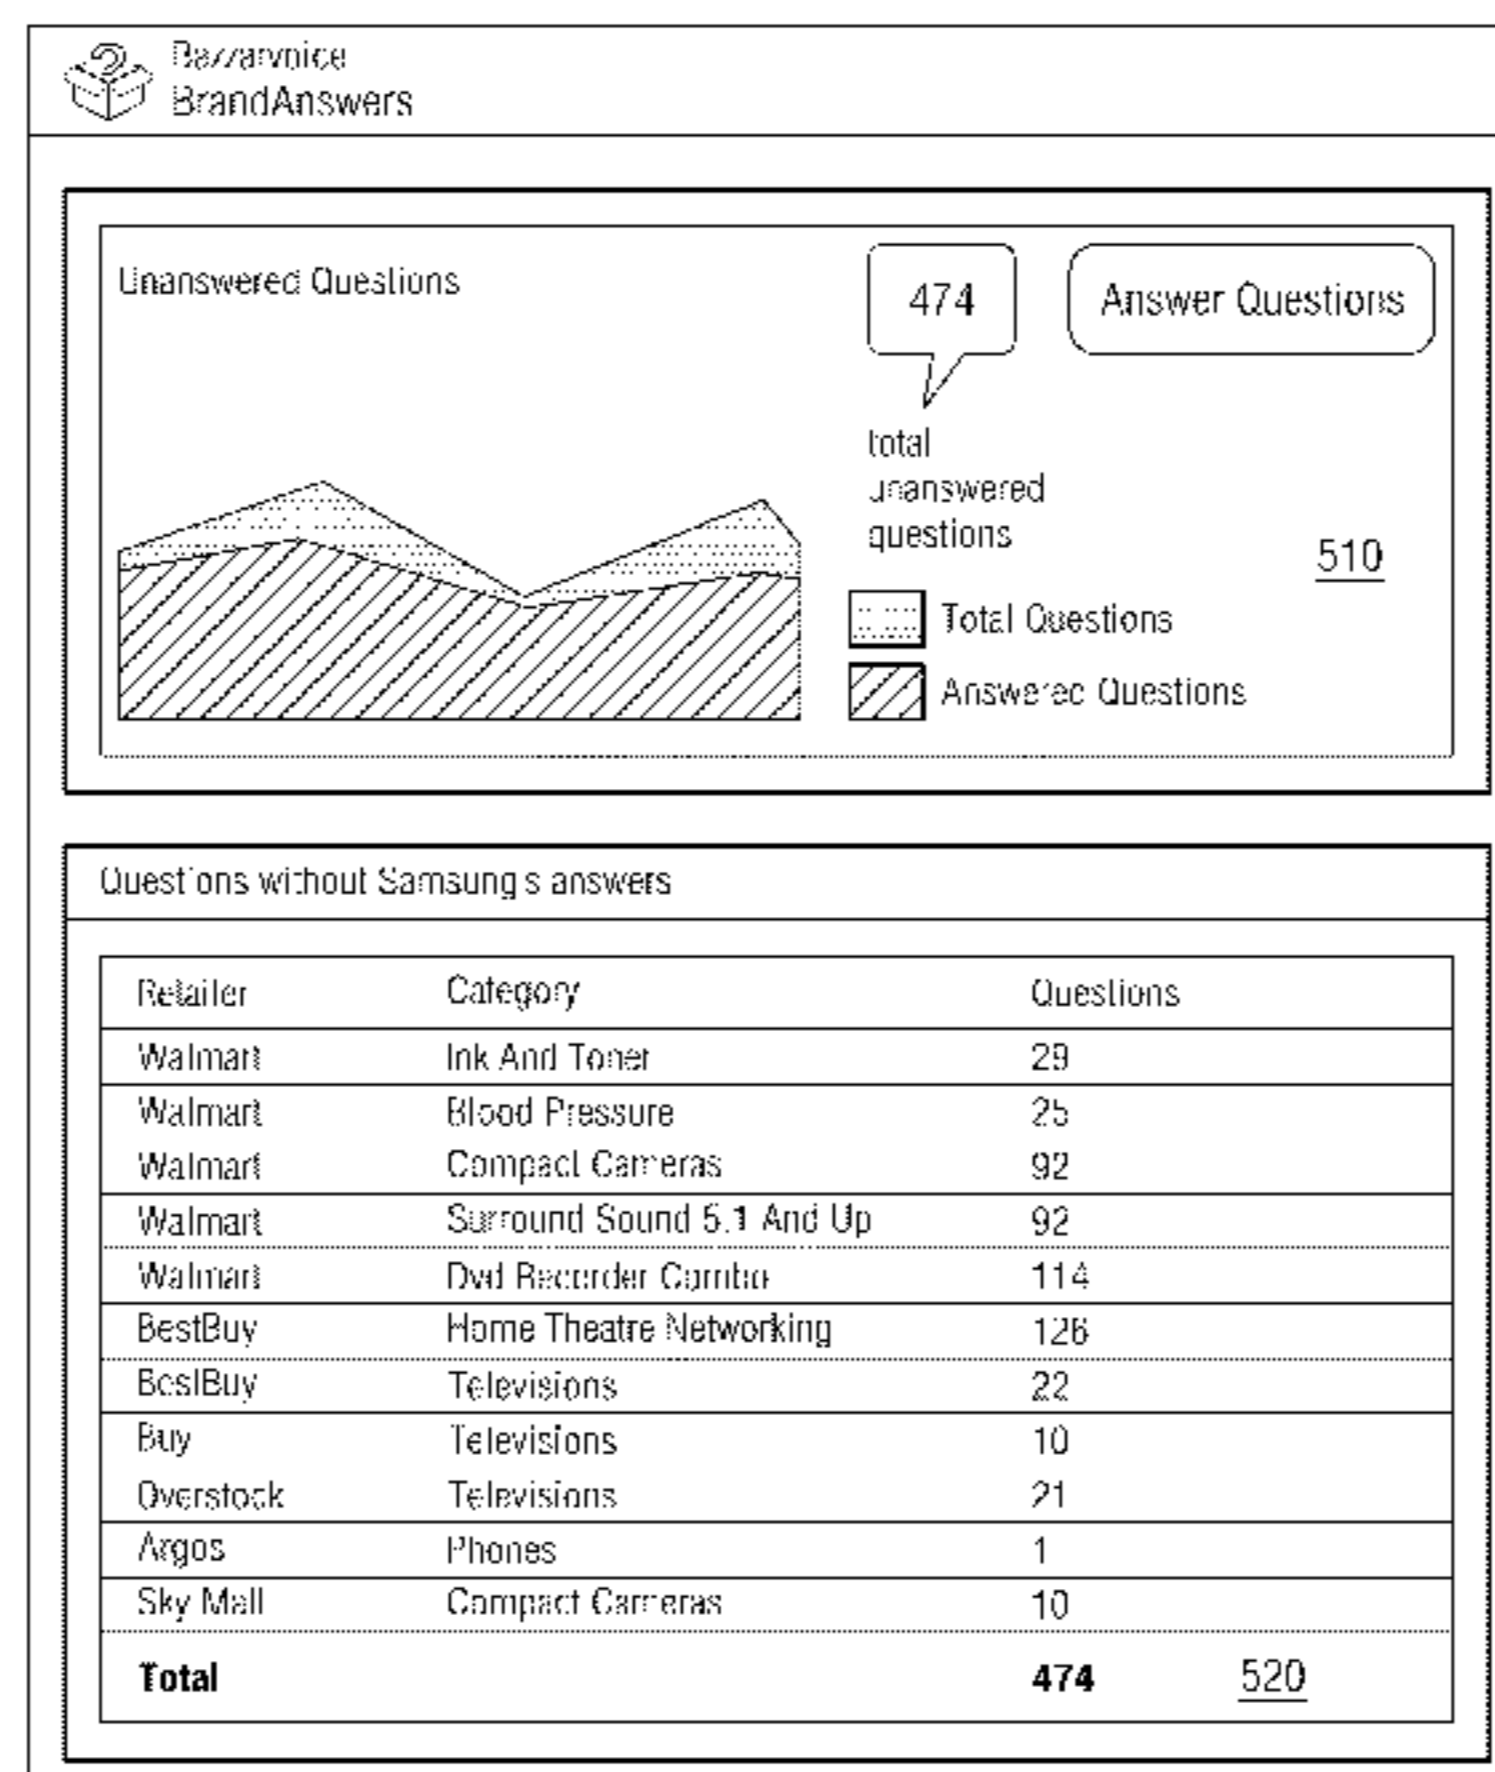 Bazzarvoice
BrandAnswers
Unanswered Questions
474
Answer Questions
total
unanswered
questions
510
Total Questions
Answered Questions
Questions without Samsung's answers
Retailer Category Questions
Walmart Ink And Toner 29
Walmart Blood Pressure 25
Walmart Compact Cameras 92
Walmart Surround Sound 5.1 And Up 92
Walmart Dvd Recorder Combo 114
BestBuy Home Theatre Networking 126
BestBuy Televisions 22
Buy Televisions 10
Overstock Televisions 21
Argos Phones 1
Sky Mall Compact Cameras 10
Total 474 520